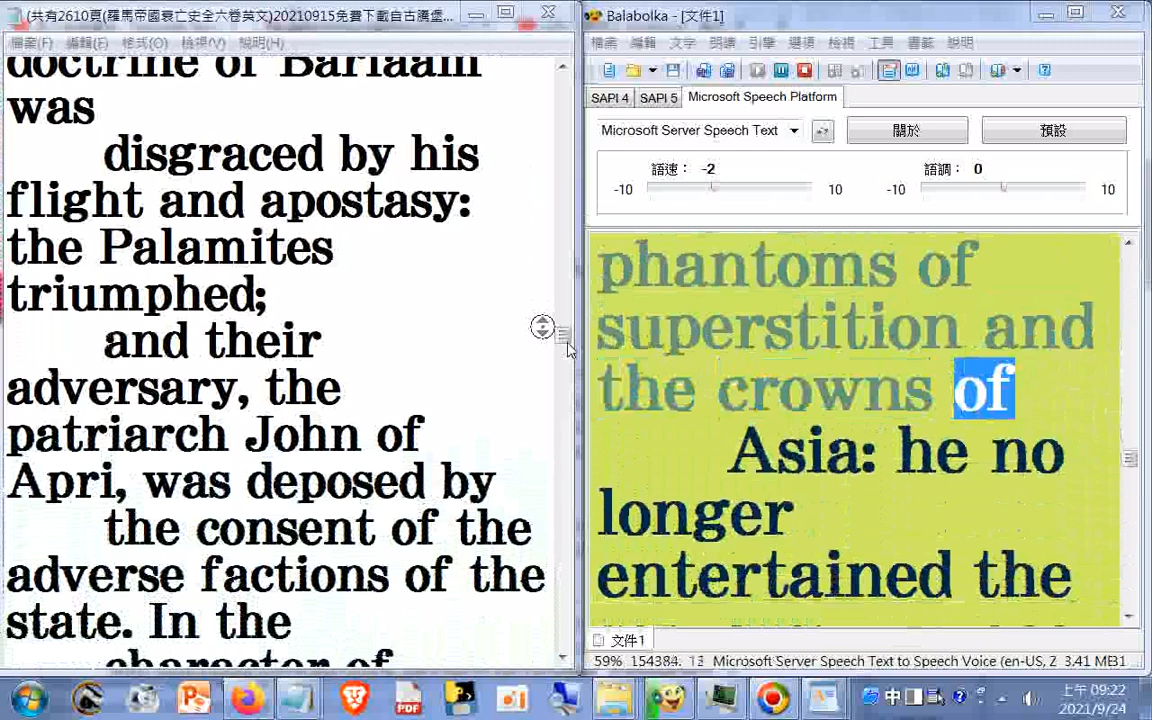 (共有2610頁(羅馬帝國衰亡史全六卷英文)20210915免費下載自古騰堡...
檔案(F) 編輯(E) 格式(O) 檢視(V) 說明(H)
doctrine of Barlaam
was
disgraced by his
flight and apostasy:
the Palamites
triumphed;
and their
adversary, the
patriarch John of
Apri, was deposed by
the consent of the
adverse factions of the
state. In the
character of
Balabolka - [文件1]
檔案 編輯 文字 朗讀 引擎 選項 檢視 工具 書籤 說明
SAPI 4 SAPI 5 Microsoft Speech Platform
Microsoft Server Speech Text 關於 預設
語速： -2 語調： 0
-10 10 -10 10
phantoms of
superstition and
the crowns of
Asia: he no
longer
entertained the
文件1
59% 154384. 13 Microsoft Server Speech Text to Speech Voice (en-US, Z 3.41 MB1
上午 09:22
2021/9/24